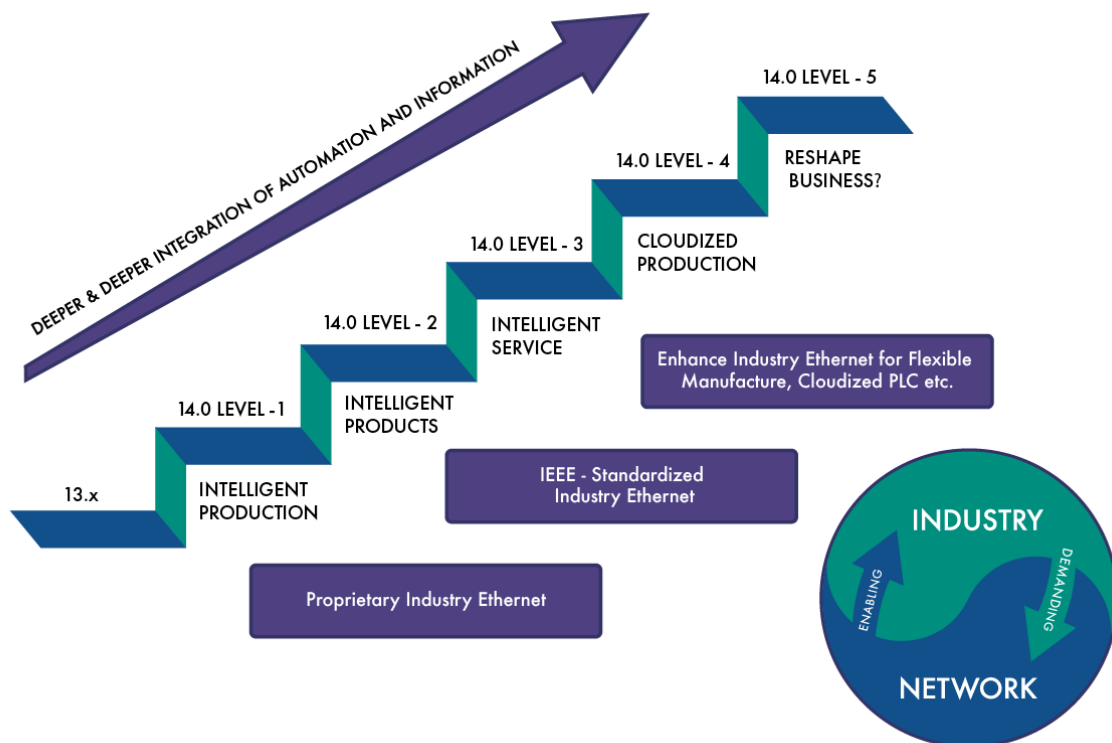 DEEPER & DEEPER INTEGRATION OF AUTOMATION AND INFORMATION
14.0 LEVEL - 5
RESHAPE
BUSINESS?
14.0 LEVEL - 4
CLOUDIZED
PRODUCTION
14.0 LEVEL - 3
INTELLIGENT
SERVICE
14.0 LEVEL - 2
INTELLIGENT
PRODUCTS
14.0 LEVEL -1
INTELLIGENT
PRODUCTION
13.x
Enhance Industry Ethernet for Flexible
Manufacture, Cloudized PLC etc.
IEEE - Standardized
Industry Ethernet
Proprietary Industry Ethernet
INDUSTRY
ENABLING
DEMANDING
NETWORK